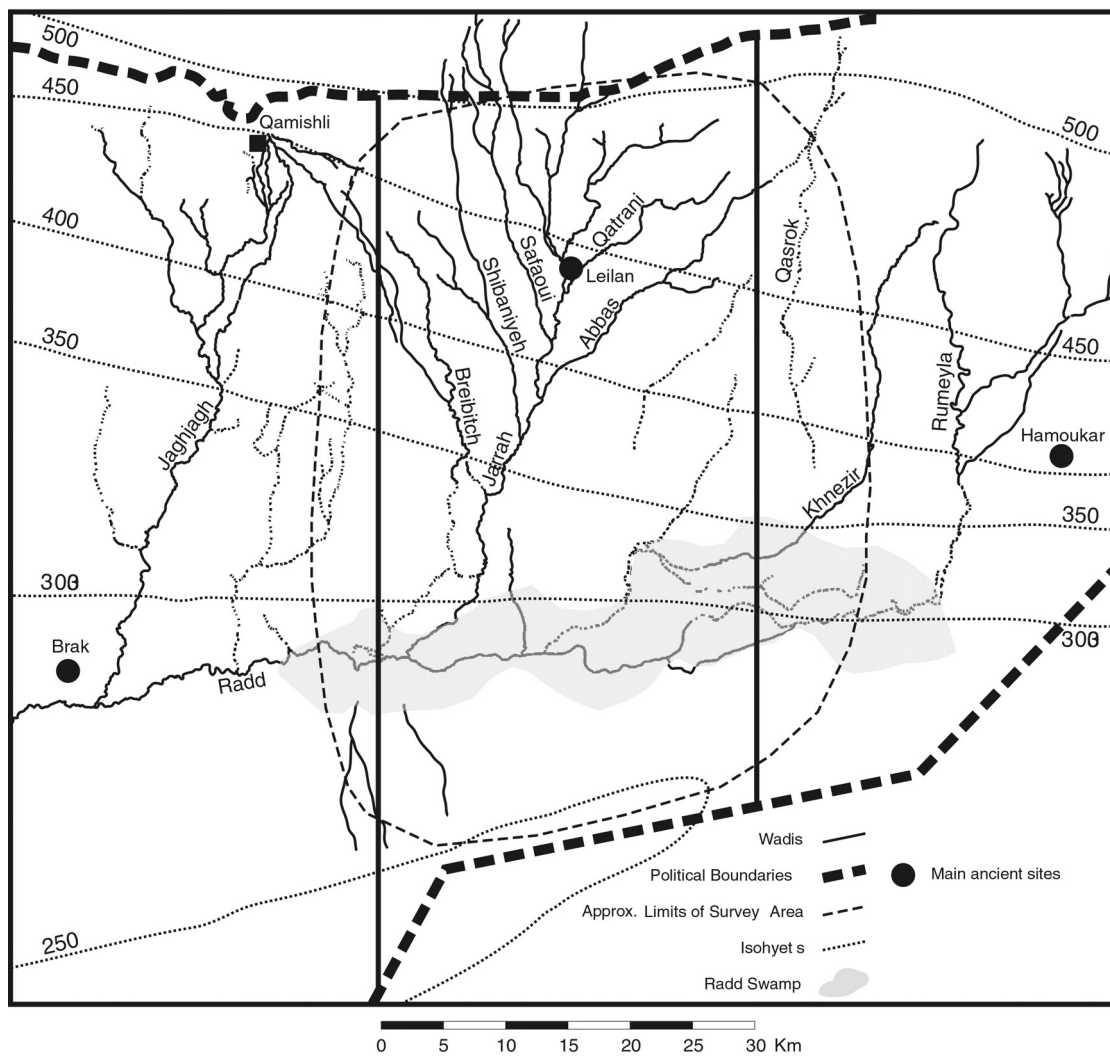 500
450
Qamishli
500
400
350
Jaghjagh
Breibitch
Shibaniyeh
Safaoui
Qatrani
Leilan
Abbas
Jarrah
Qasrok
Khnezir
Rumeyla
450
Hamoukar
350
300
300
Brak
Radd
250
Wadis
Political Boundaries
Main ancient sites
Approx. Limits of Survey Area
Isohyet s
Radd Swamp
0 5 10 15 20 25 30 Km